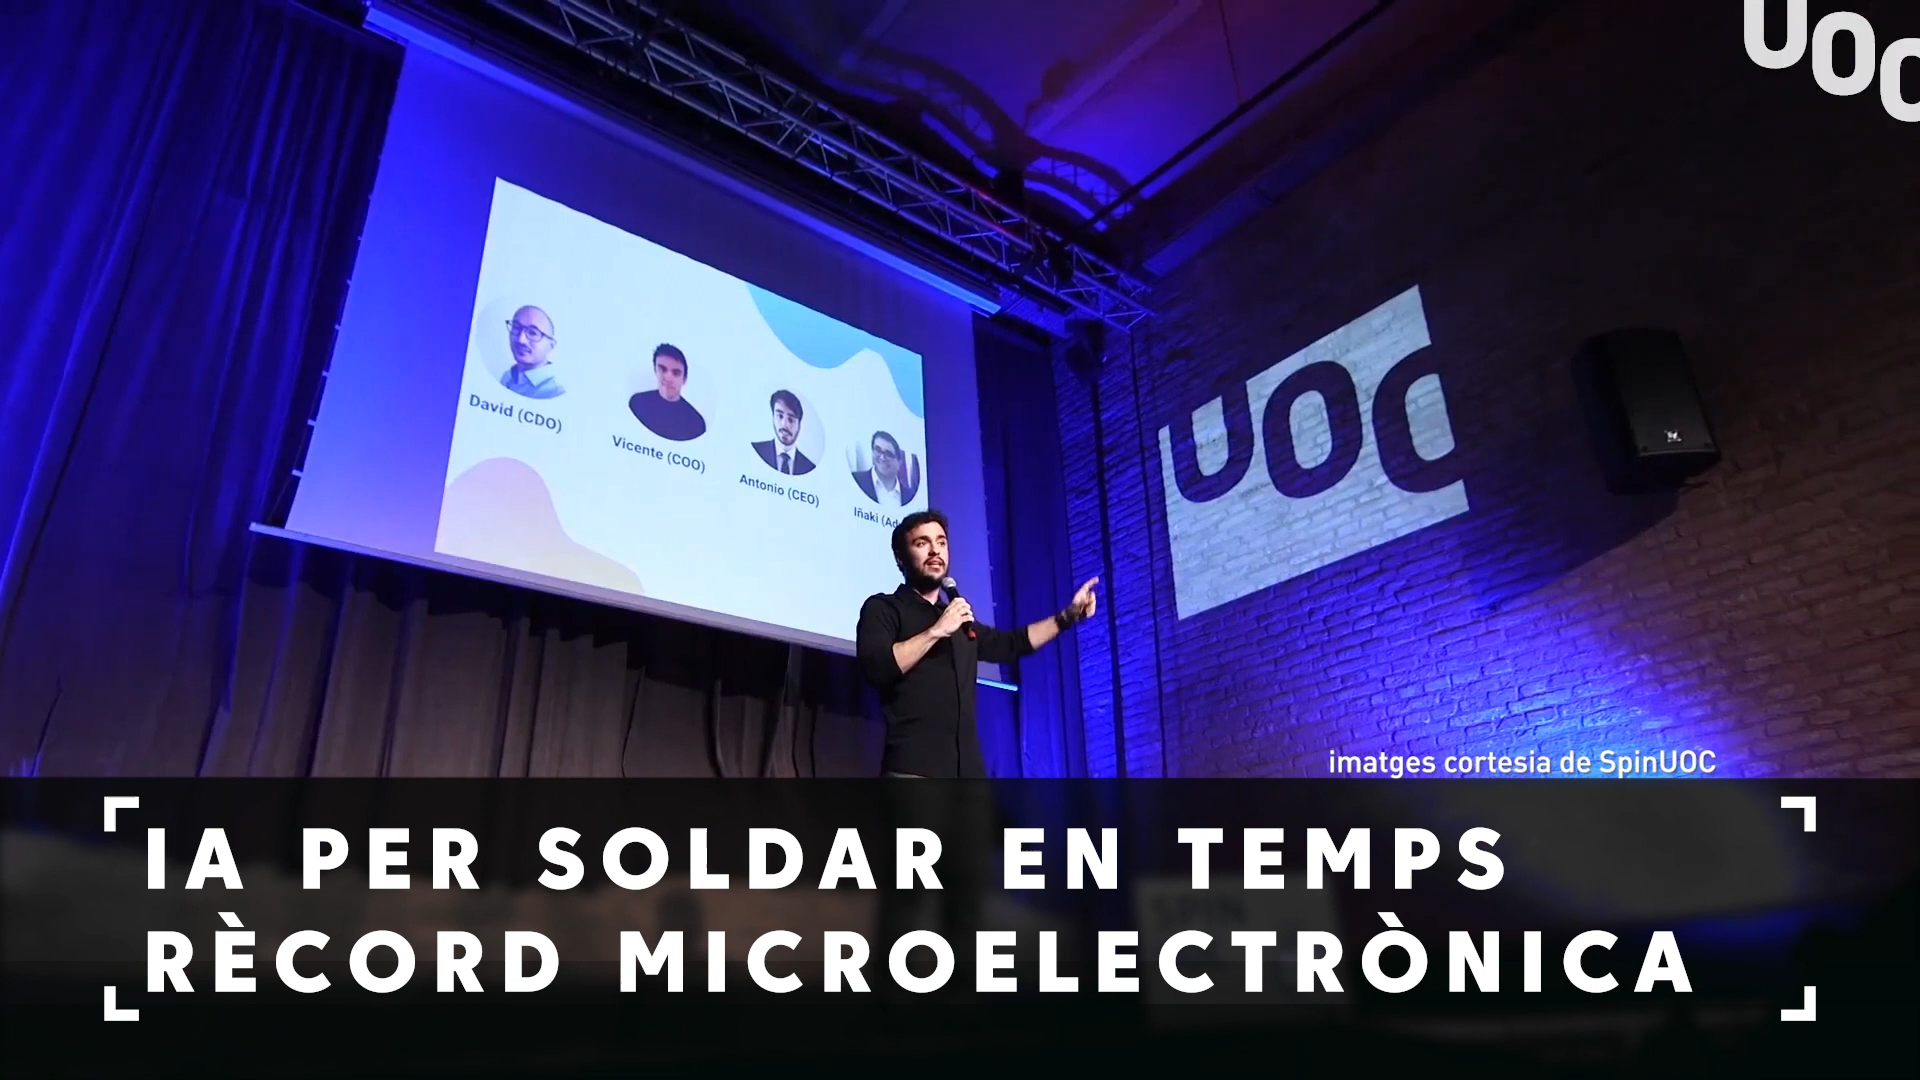 UOC
David (CDO)
Vicente (COO)
Antonio (CEO)
Iñaki
UOC
imatges cortesia de SpinUOC
IA PER SOLDAR EN TEMPS
RÈCORD MICROELECTRÒNICA